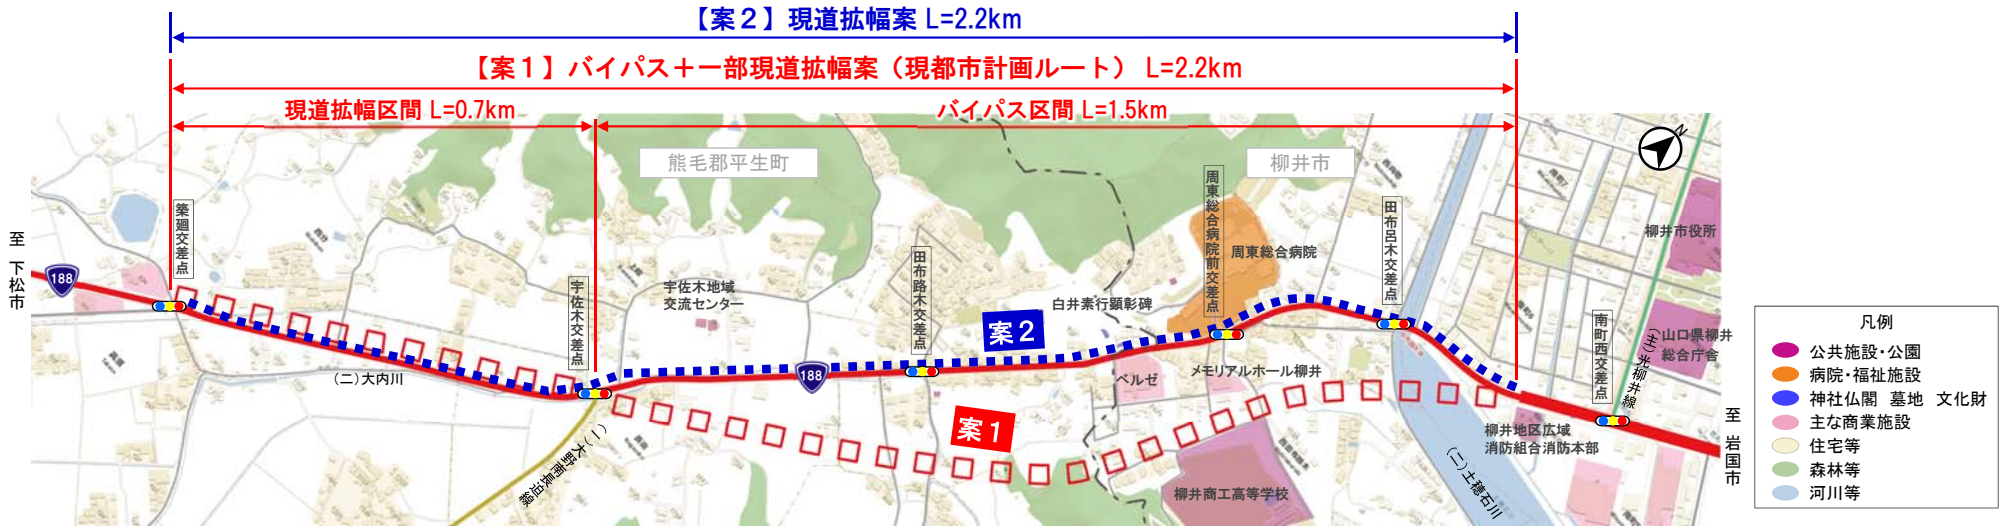 【案２】現道拡幅案 L=2.2km
【案１】バイパス＋一部現道拡幅案（現都市計画ルート） L=2.2km
現道拡幅区間 L=0.7km
バイパス区間 L=1.5km
熊毛郡平生町
柳井市
N
至 下松市
188
築廻交差点
(二)大内川
宇佐木交差点
宇佐木地域
交流センター
(一)大野南長迫線
188
田布路木交差点
案２
案１
白井素行顕彰碑
ベルゼ
周東総合病院前交差点
周東総合病院
メモリアルホール柳井
柳井商工高等学校
田布呂木交差点
(二)土穂石川
柳井地区広域
消防組合消防本部
南町西交差点
(主)光柳井線
柳井市役所
山口県柳井
総合庁舎
至 岩国市
凡例
公共施設・公園
病院・福祉施設
神社仏閣　墓地　文化財
主な商業施設
住宅等
森林等
河川等